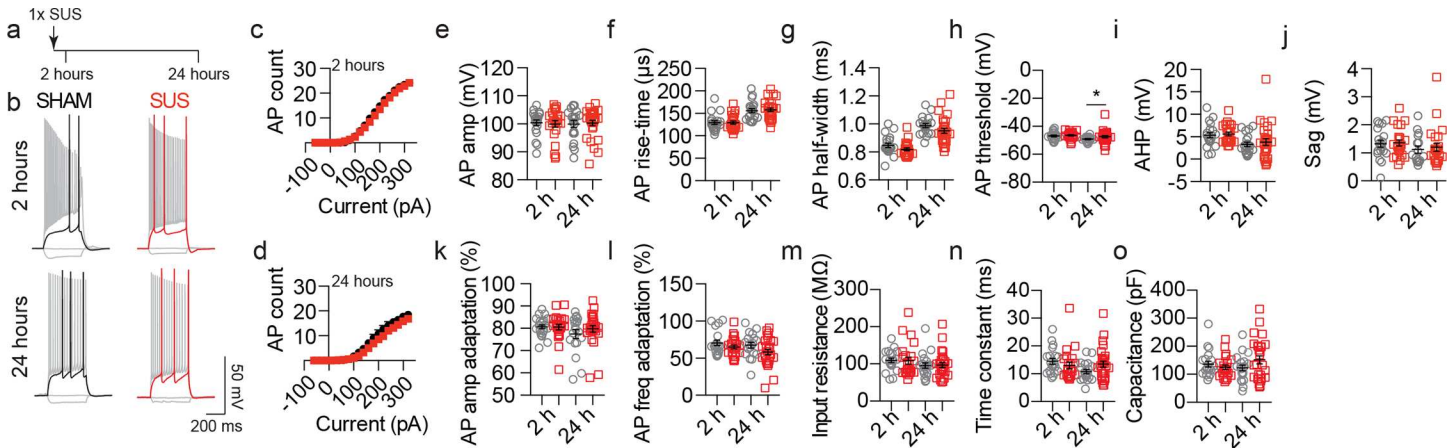 a
1x SUS
2 hours
24 hours
b
SHAM
SUS
2 hours
24 hours
50 mV
200 ms
c
AP count
30
20
10
0
2 hours
-100
0
100
200
300
Current (pA)
d
AP count
30
20
10
0
24 hours
-100
0
100
200
300
Current (pA)
e
AP amp (mV)
120
110
100
90
80
2 h
24 h
f
AP rise-time (µs)
250
200
150
100
50
0
2 h
24 h
g
AP half-width (ms)
1.4
1.2
1.0
0.8
0.6
2 h
24 h
h
AP threshold (mV)
0
-20
-40
-60
-80
*
2 h
24 h
i
AHP (mV)
20
15
10
5
0
-5
2 h
24 h
j
Sag (mV)
4
3
2
1
0
2 h
24 h
k
AP amp adaptation (%)
100
90
80
70
60
50
2 h
24 h
l
AP freq adaptation (%)
150
100
50
0
2 h
24 h
m
Input resistance (MΩ)
300
200
100
0
2 h
24 h
n
Time constant (ms)
40
30
20
10
0
2 h
24 h
o
Capacitance (pF)
400
300
200
100
0
2 h
24 h